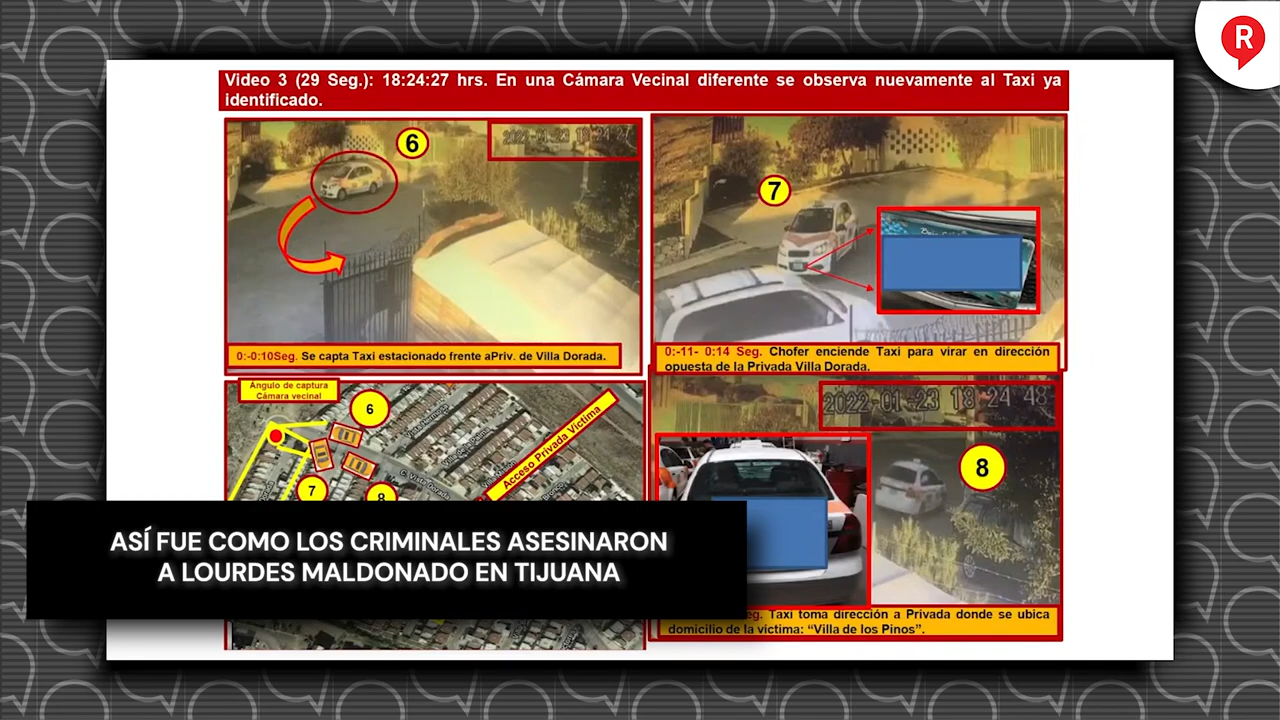 R
Video 3 (29 Seg.): 18:24:27 hrs. En una Cámara Vecinal diferente se observa nuevamente al Taxi ya
identificado.
6
2022-01-23 18 24 27
0:-0:10Seg. Se capta Taxi estacionado frente aPriv. de Villa Dorada.
7
0:-11- 0:14 Seg. Chofer enciende Taxi para virar en dirección
opuesta de la Privada Villa Dorada.
Angulo de captura
Cámara vecinal
6
7
8
Acceso Privada Victima
C. Vista Dorada
2022-01-23 18 24 48
8
eg. Taxi toma dirección a Privada donde se ubica
domicilio de la víctima: “Villa de los Pinos”.
ASÍ FUE COMO LOS CRIMINALES ASESINARON
A LOURDES MALDONADO EN TIJUANA